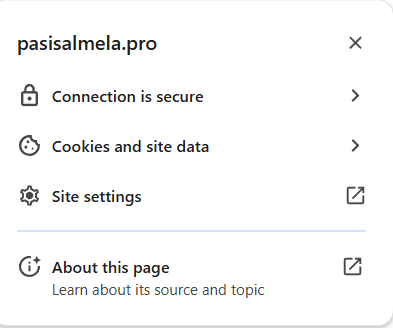 pasisalmela.pro
Connection is secure
Cookies and site data
Site settings
About this page
Learn about its source and topic